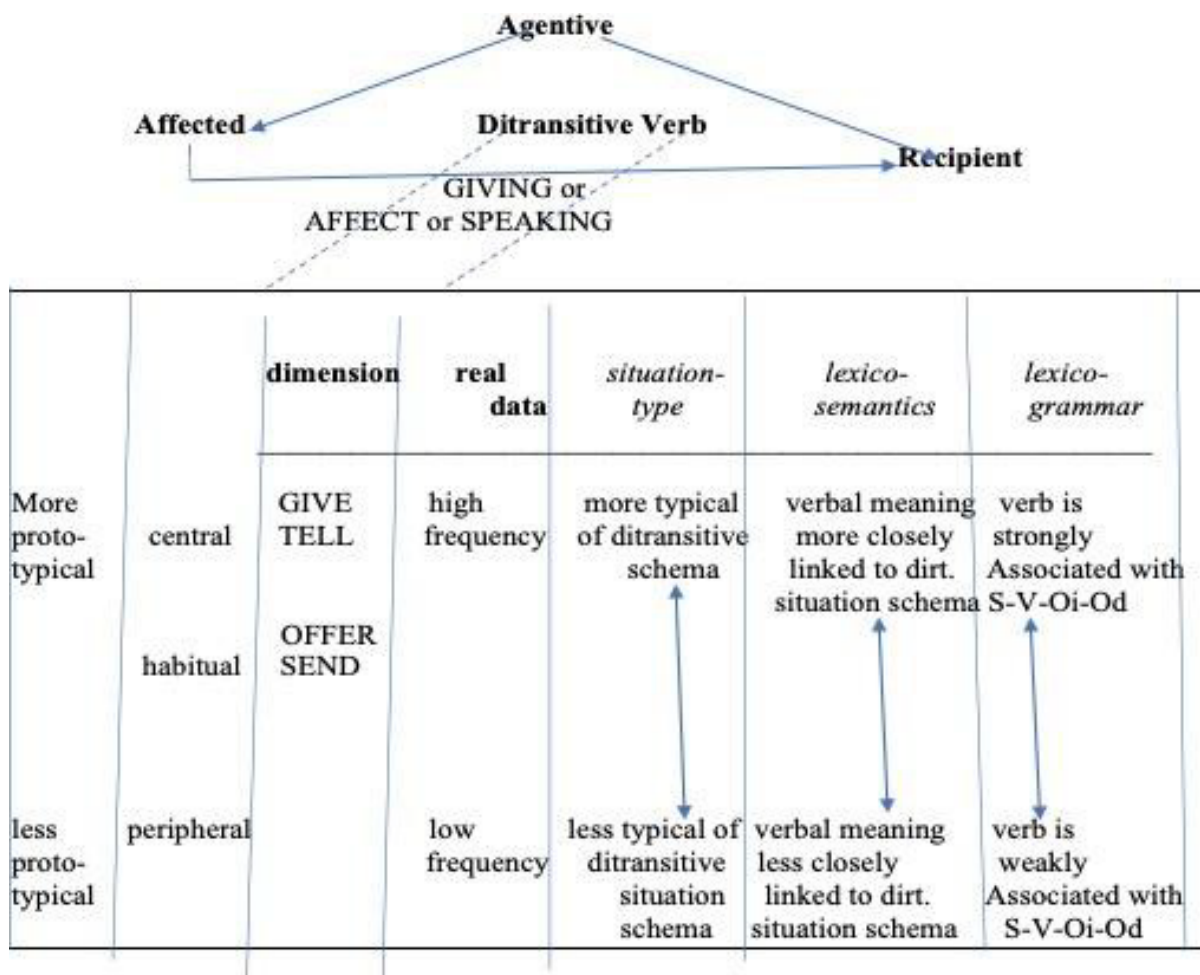 Agentive
Affected Ditransitive Verb
Recipient
GIVING or
AFFECT or SPEAKING
dimension real situation- lexico- lexico-
data type semantics grammar
More GIVE high more typical verbal meaning verb is
proto- central TELL frequency of ditransitive more closely strongly
typical schema linked to dirt. Associated with
situation schema S-V-Oi-Od
OFFER
habitual SEND
less peripheral low less typical of verbal meaning verb is
proto- frequency ditransitive less closely weakly
typical situation linked to dirt. Associated with
schema situation schema S-V-Oi-Od